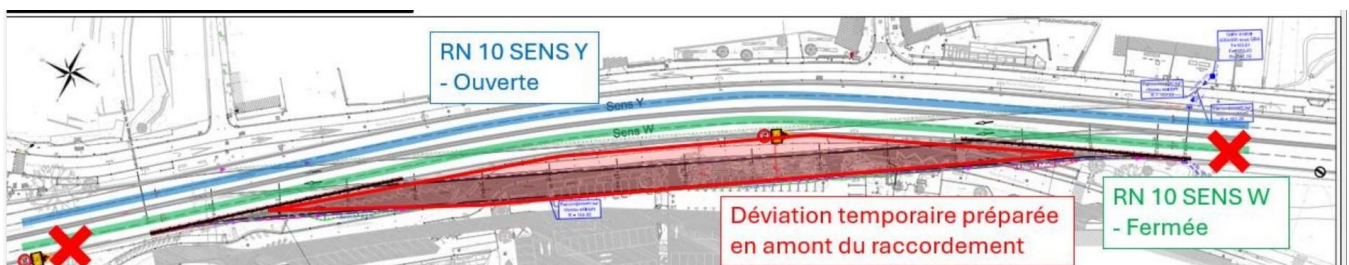 RN 10 SENS Y
- Ouverte
Sens Y
Sens W
RN 10 SENS W
- Fermée
Déviation temporaire préparée
en amont du raccordement